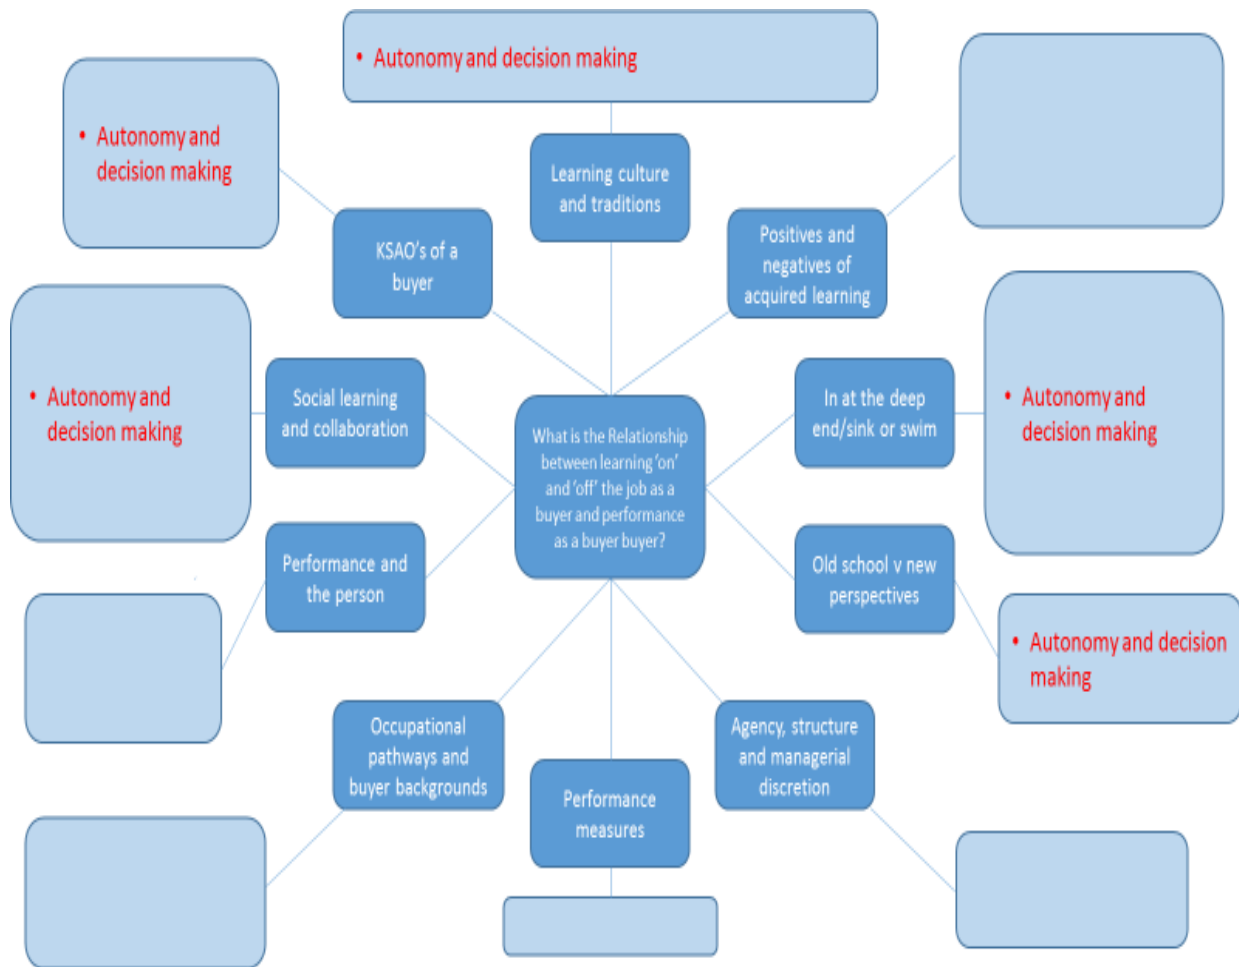 • Autonomy and decision making
• Autonomy and
decision making
Learning culture
and traditions
KSAO's of a
buyer
Positives and
negatives of
acquired learning
• Autonomy and
decision making
Social learning
and collaboration
What is the Relationship
between learning 'on'
and 'off' the job as a
buyer and performance
as a buyer buyer?
In at the deep
end/sink or swim
• Autonomy and
decision making
Performance and
the person
Old school v new
perspectives
• Autonomy and decision
making
Occupational
pathways and
buyer backgrounds
Performance
measures
Agency, structure
and managerial
discretion